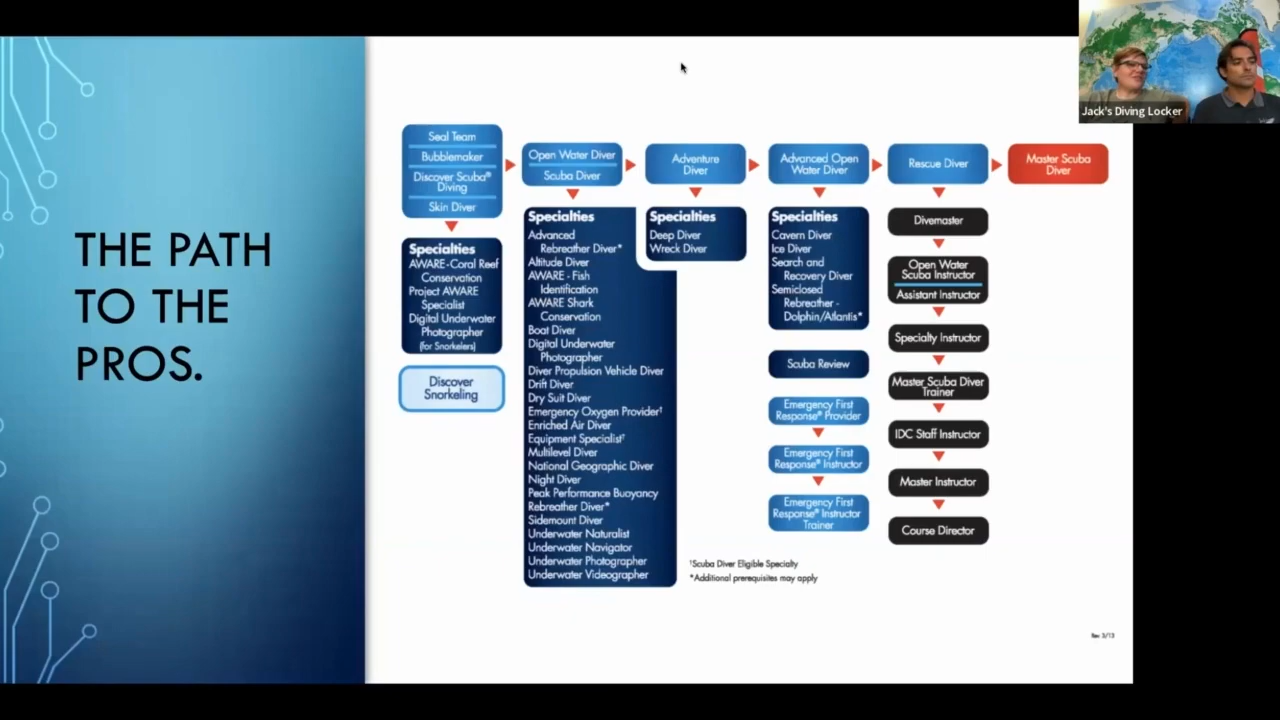 THE PATH
TO THE
PROS.
Seal Team
Bubblemaker
Discover Scuba®
Diving
Skin Diver
Specialties
AWARE-Coral Reef
Conservation
Project AWARE
Specialist
Digital Underwater
Photographer
(for Snorkelers)
Discover
Snorkeling
Open Water Diver
Scuba Diver
Specialties
Advanced
Rebreather Diver*
Altitude Diver
AWARE - Fish
Identification
AWARE Shark
Conservation
Boat Diver
Digital Underwater
Photographer
Diver Propulsion Vehicle Diver
Drift Diver
Dry Suit Diver
Emergency Oxygen Provider†
Enriched Air Diver
Equipment Specialist†
Multilevel Diver
National Geographic Diver
Night Diver
Peak Performance Buoyancy
Rebreather Diver*
Sidemount Diver
Underwater Naturalist
Underwater Navigator
Underwater Photographer
Underwater Videographer
Adventure
Diver
Specialties
Deep Diver
Wreck Diver
Advanced Open
Water Diver
Specialties
Cavern Diver
Ice Diver
Search and
Recovery Diver
Semiclosed
Rebreather -
Dolphin/Atlantis*
Scuba Review
Emergency First
Response® Provider
Emergency First
Response® Instructor
Emergency First
Response® Instructor
Trainer
Rescue Diver
Divemaster
Open Water
Scuba Instructor
Assistant Instructor
Specialty Instructor
Master Scuba Diver
Trainer
IDC Staff Instructor
Master Instructor
Course Director
Master Scuba
Diver
†Scuba Diver Eligible Specialty
*Additional prerequisites may apply
Rev 3/13
Jack's Diving Locker